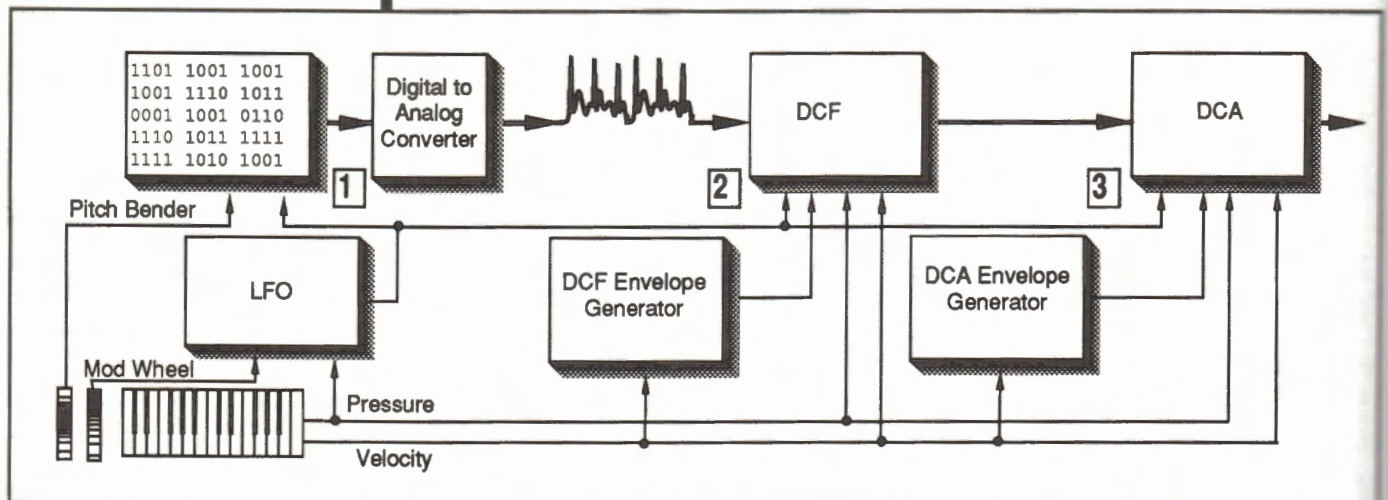 1101 1001 1001
1001 1110 1011
0001 1001 0110
1110 1011 1111
1111 1010 1001
Digital to
Analog
Converter
DCF
DCA
1
2
3
Pitch Bender
LFO
DCF Envelope
Generator
DCA Envelope
Generator
Mod Wheel
Pressure
Velocity